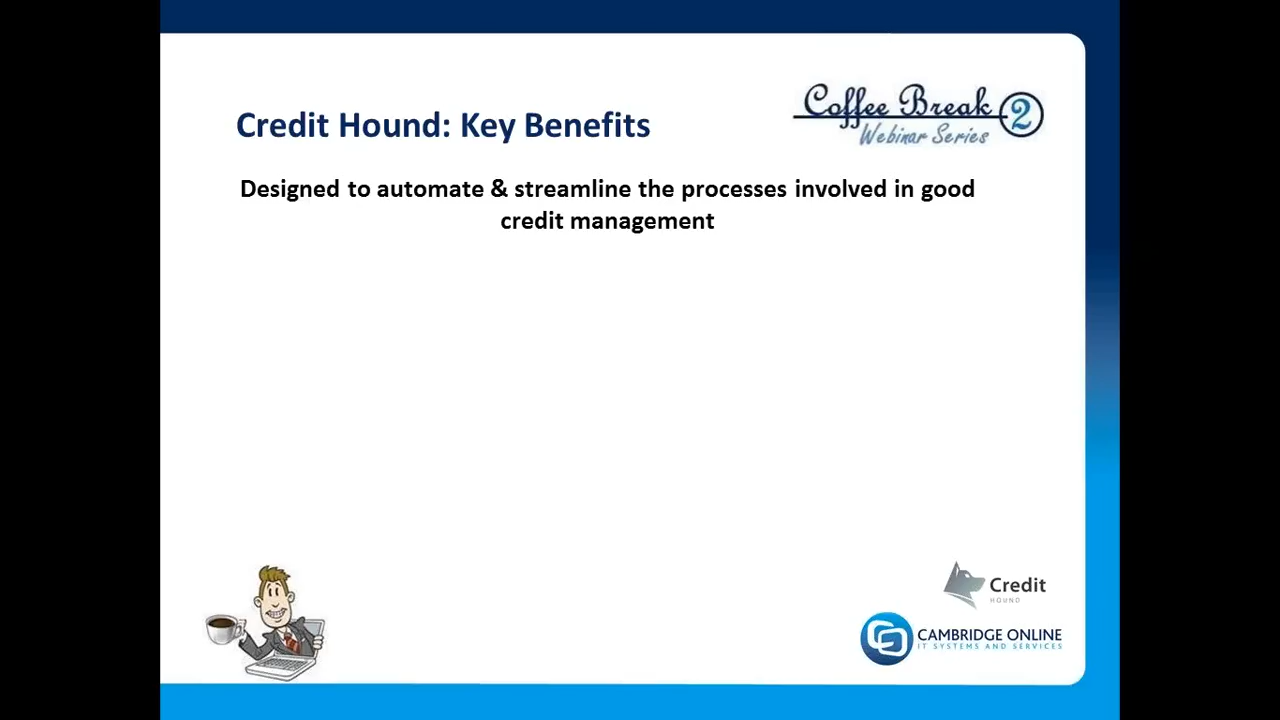 Coffee Break 2
Webinar Series
Credit Hound: Key Benefits
Designed to automate & streamline the processes involved in good
credit management
Credit
HOUND
CAMBRIDGE ONLINE
IT SYSTEMS AND SERVICES